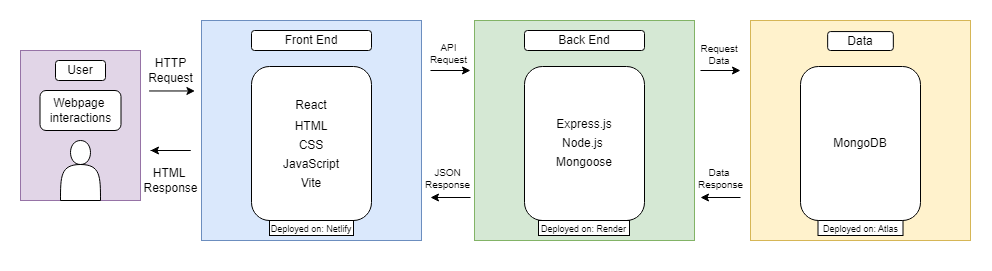 User
Webpage
interactions
HTTP
Request
HTML
Response
Front End
React
HTML
CSS
JavaScript
Vite
Deployed on: Netlify
API
Request
JSON
Response
Back End
Express.js
Node.js
Mongoose
Deployed on: Render
Request
Data
Data
Response
Data
MongoDB
Deployed on: Atlas